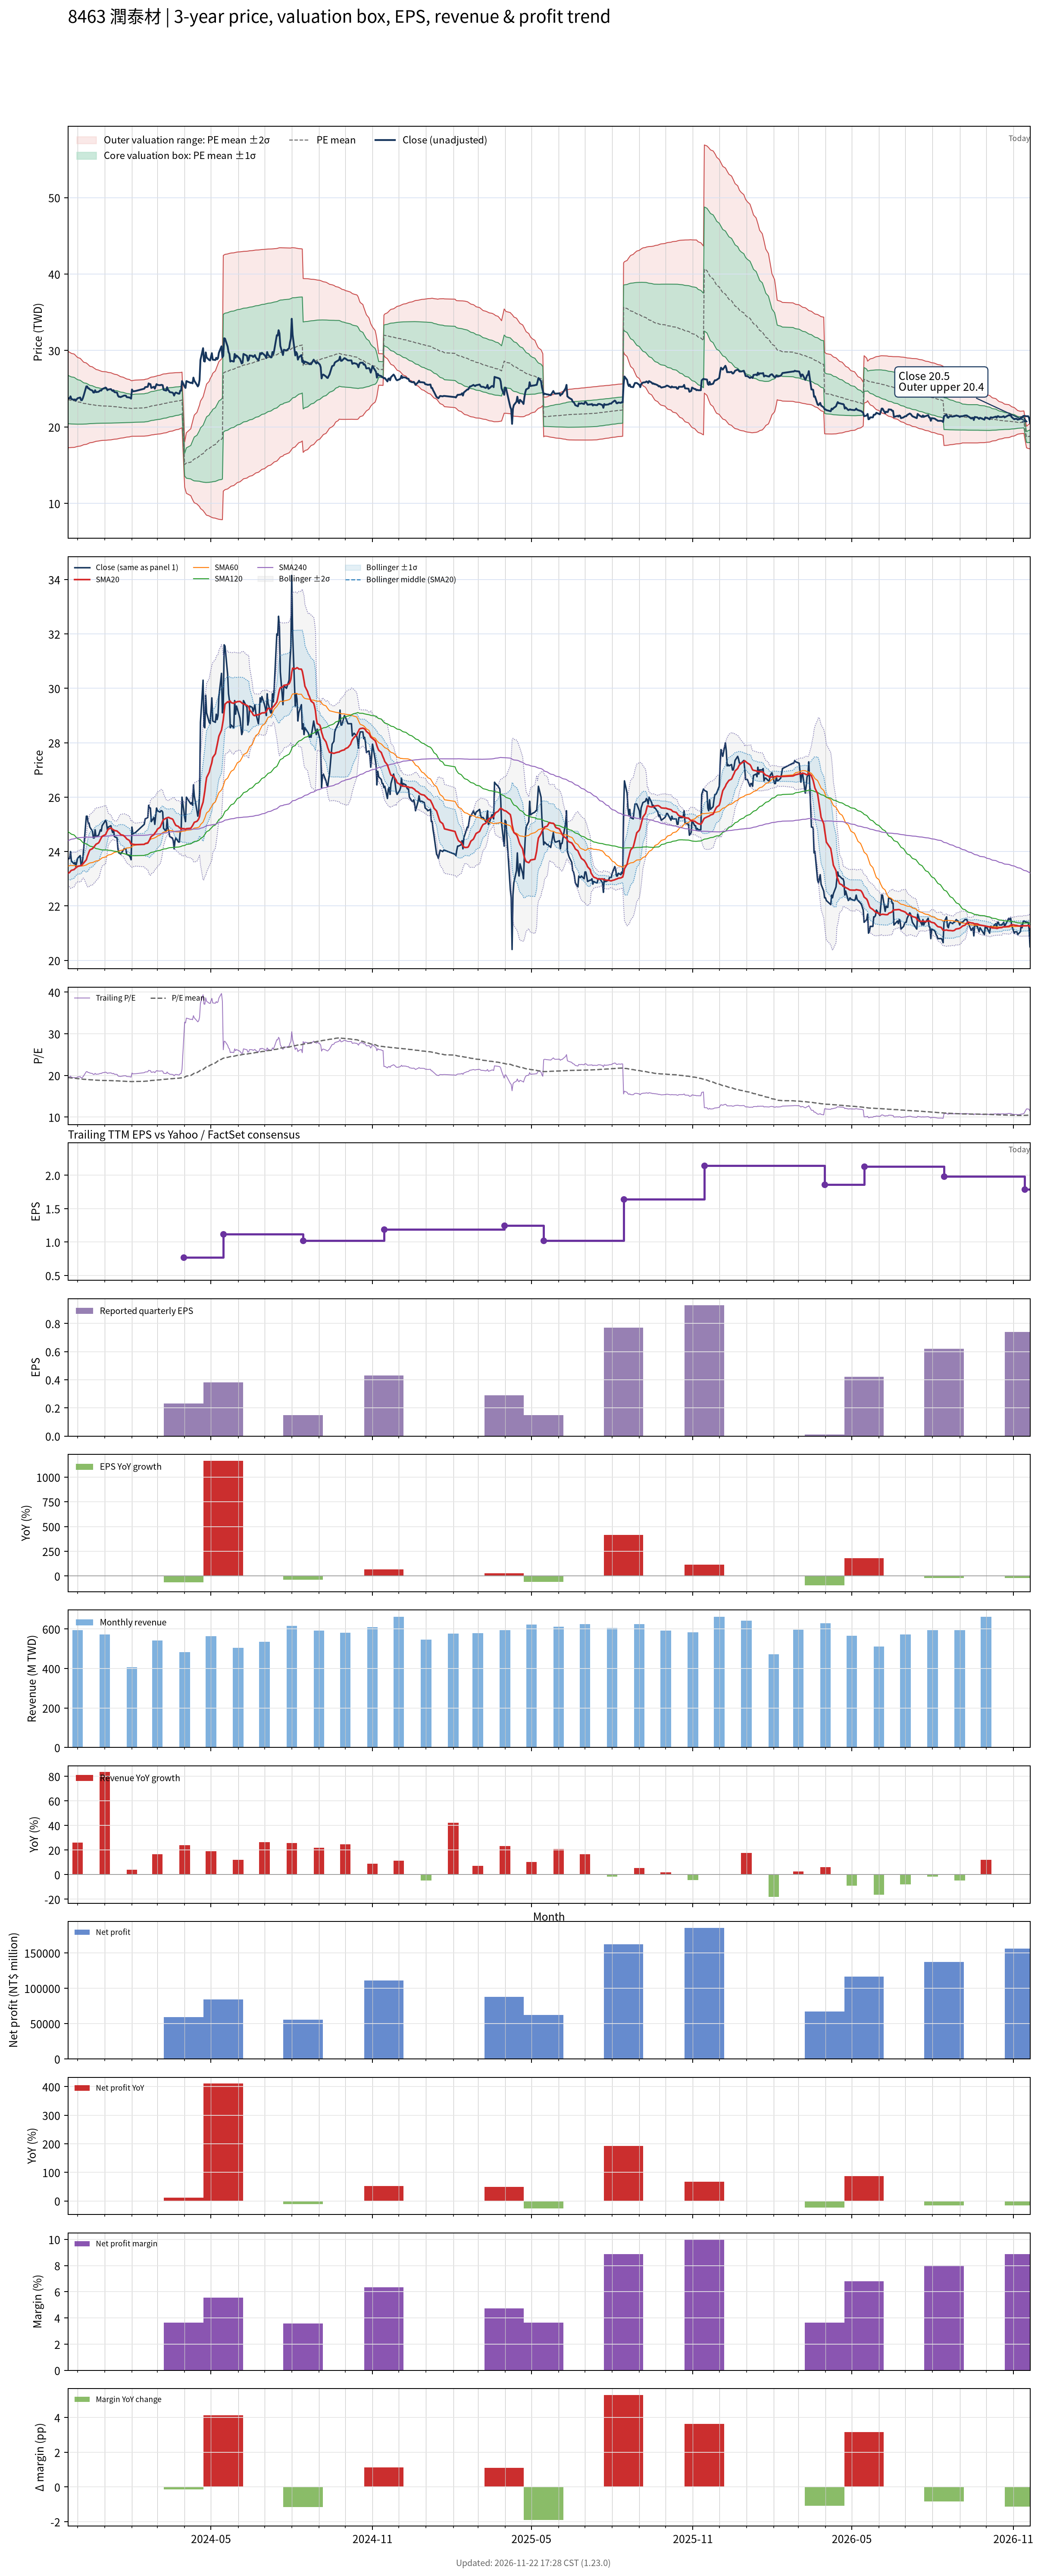 8463 潤泰材 | 3-year price, valuation box, EPS, revenue & profit trend
Outer valuation range: PE mean ±2σ
PE mean
Close (unadjusted)
Core valuation box: PE mean ±1σ
Today
Close 20.5
Outer upper 20.4
Price (TWD)
50
40
30
20
10
Close (same as panel 1)
SMA20
SMA60
SMA120
SMA240
Bollinger ±2σ
Bollinger ±1σ
Bollinger middle (SMA20)
Price
34
32
30
28
26
24
22
20
Trailing P/E
P/E mean
P/E
40
30
20
10
Trailing TTM EPS vs Yahoo / FactSet consensus
Today
EPS
2.0
1.5
1.0
0.5
Reported quarterly EPS
EPS
0.8
0.6
0.4
0.2
0.0
EPS YoY growth
YoY (%)
1000
750
500
250
0
Monthly revenue
Revenue (M TWD)
600
400
200
0
Revenue YoY growth
YoY (%)
80
60
40
20
0
-20
Month
Net profit
Net profit (NT$ million)
150000
100000
50000
0
Net profit YoY
YoY (%)
400
300
200
100
0
Net profit margin
Margin (%)
10
8
6
4
2
0
Margin YoY change
Δ margin (pp)
4
2
0
-2
2024-05
2024-11
2025-05
2025-11
2026-05
2026-11
Updated: 2026-11-22 17:28 CST (1.23.0)